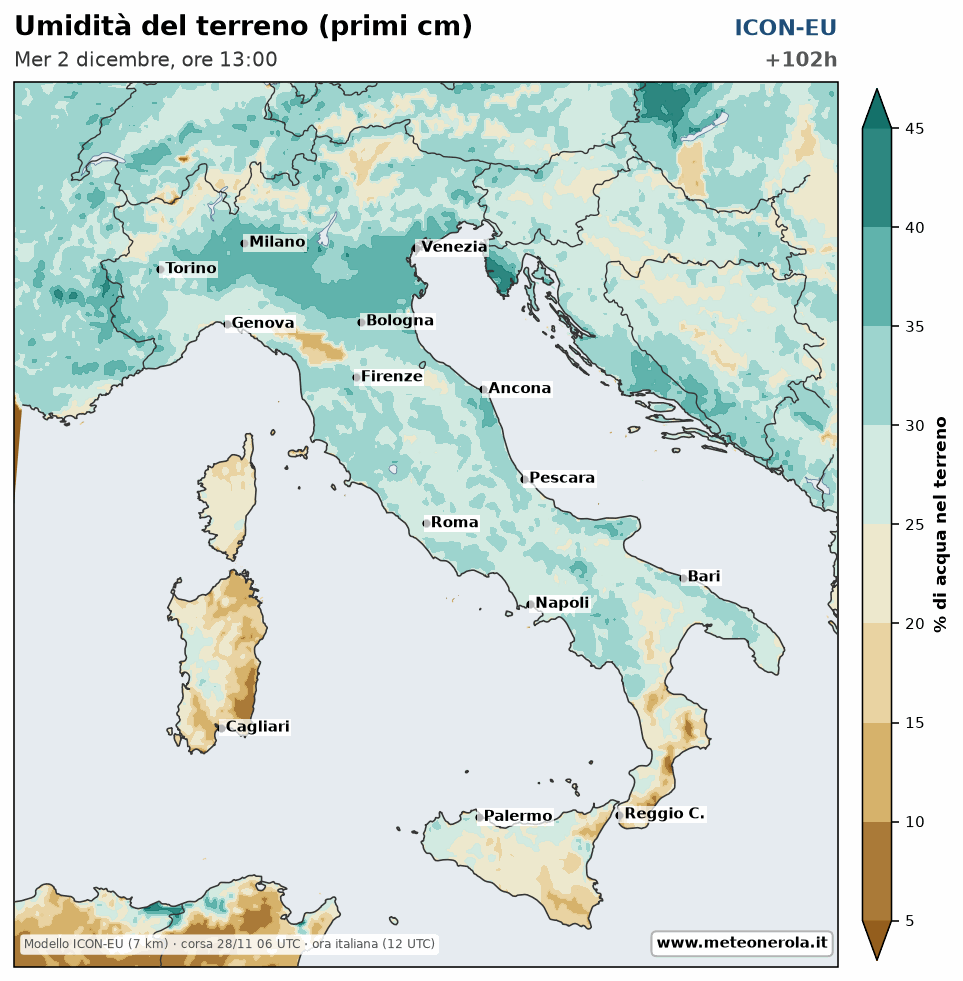 Umidità del terreno (primi cm)
ICON-EU
Mer 2 dicembre, ore 13:00
+102h
Milano
Venezia
Torino
Genova
Bologna
Firenze
Ancona
Pescara
Roma
Bari
Napoli
Cagliari
Palermo
Reggio C.
45
40
35
30
25
20
15
10
5
% di acqua nel terreno
Modello ICON-EU (7 km) · corsa 28/11 06 UTC · ora italiana (12 UTC)
www.meteonerola.it